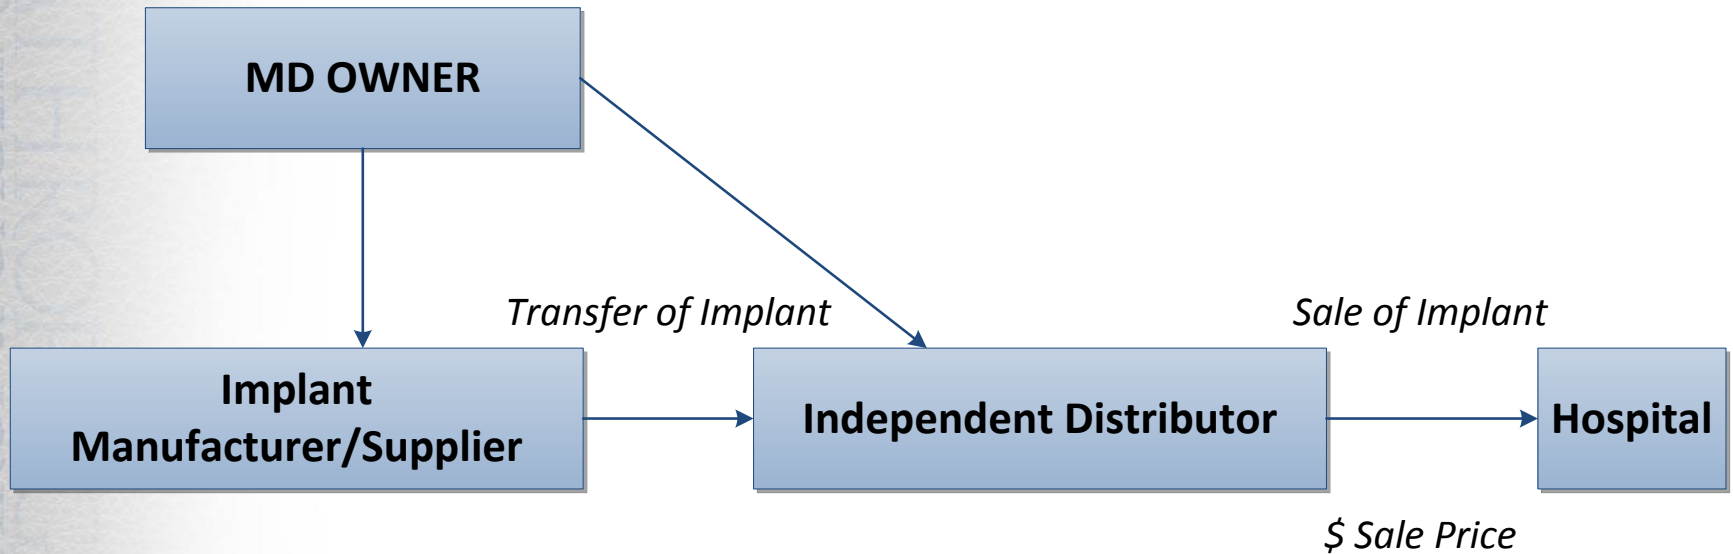 MD OWNER
Transfer of Implant
Sale of Implant
Implant
Manufacturer/Supplier
Independent Distributor
Hospital
$ Sale Price